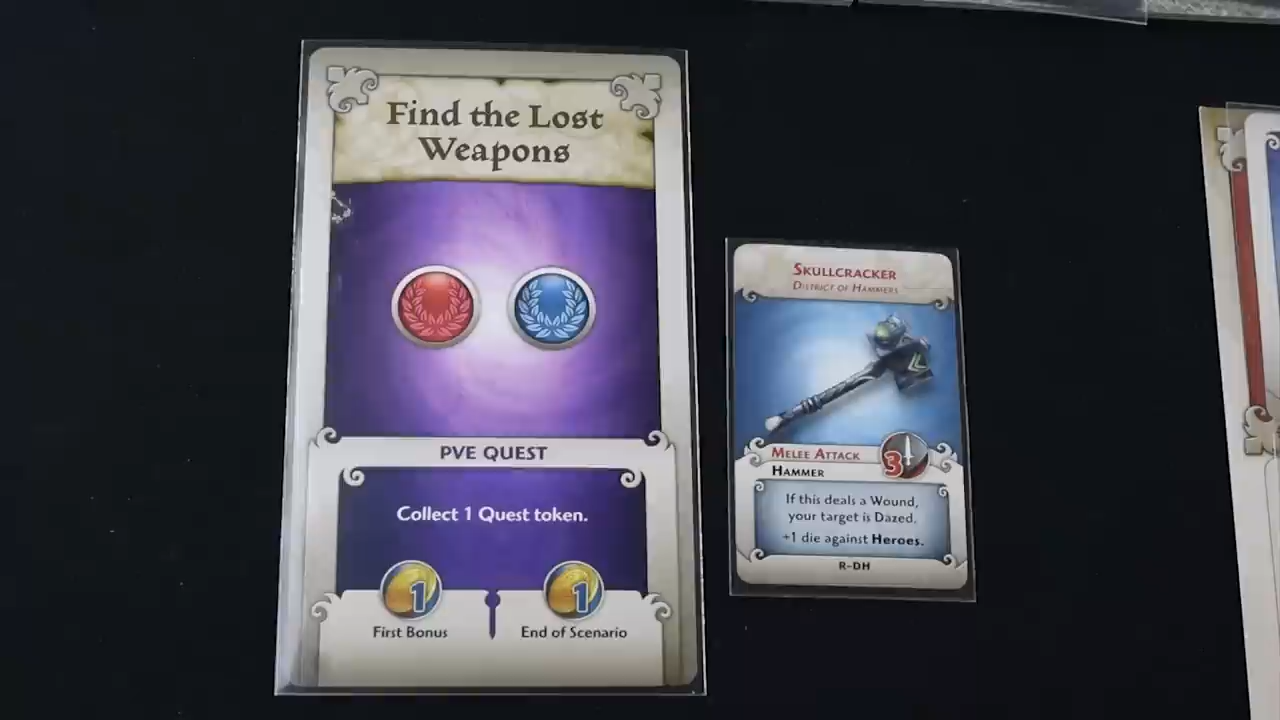 Find the Lost
Weapons
PVE QUEST
Collect 1 Quest token.
1
1
First Bonus
End of Scenario
SKULLCRACKER
DISTRICT OF HAMMERS
MELEE ATTACK
3
HAMMER
If this deals a Wound,
your target is Dazed.
+1 die against Heroes.
R-DH